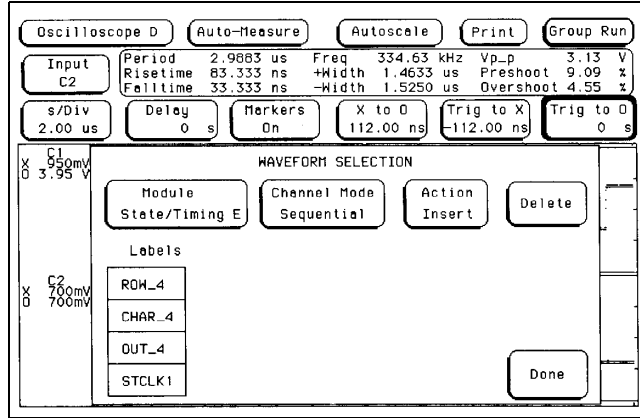 Oscilloscope D Auto-Measure Autoscale Print Group Run
Input C2
Period 2.9883 us Freq 334.63 kHz Vp_p 3.13 V
Risetime 83.333 ns +Width 1.4633 us Preshoot 9.09 %
Falltime 33.333 ns -Width 1.5250 us Overshoot 4.55 %
s/Div Delay Markers X to O Trig to X Trig to O
2.00 us 0 s On 112.00 ns -112.00 ns 0 s
C1
X 950mV
O 3.95 V
WAVEFORM SELECTION
Module Channel Mode Action Delete
State/Timing E Sequential Insert
Labels
C2
X 700mV
O 700mV
ROW_4
CHAR_4
OUT_4
STCLK1
Done